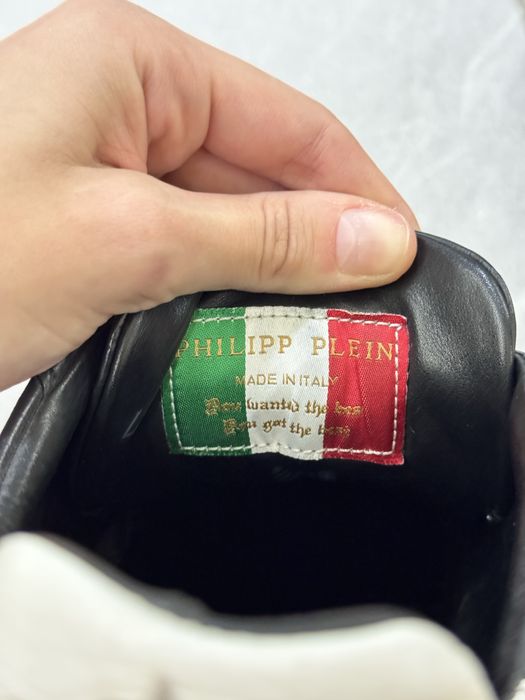 PHILIPP PLEIN
MADE IN ITALY
You wanted the best
You got the best